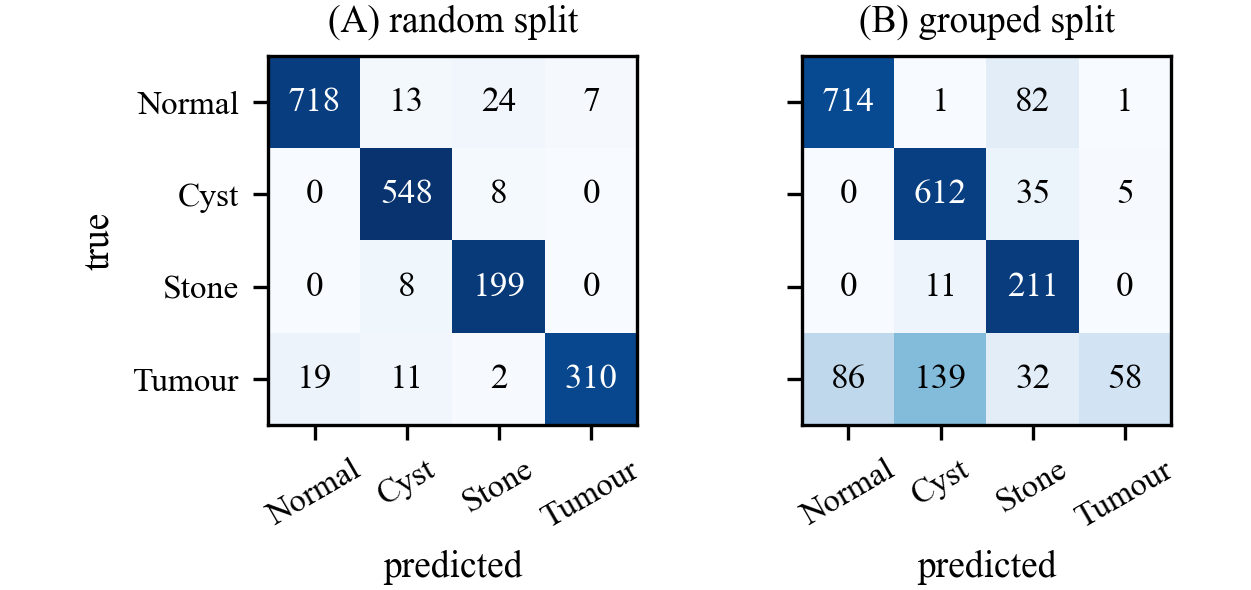 (A) random split
(B) grouped split
true
Normal 718 13 24 7
Cyst 0 548 8 0
Stone 0 8 199 0
Tumour 19 11 2 310
Normal Cyst Stone Tumour
predicted
714 1 82 1
0 612 35 5
0 11 211 0
86 139 32 58
Normal Cyst Stone Tumour
predicted